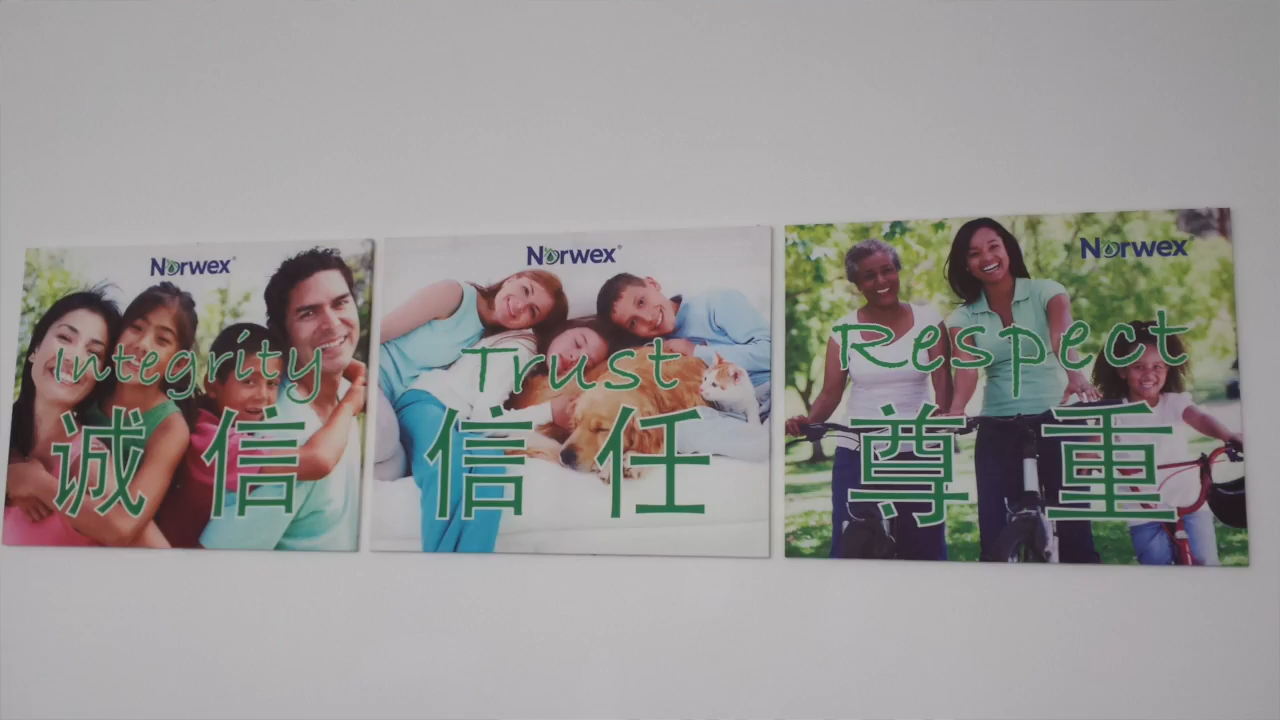 Norwex®
Integrity
诚信
Norwex®
Trust
信任
Norwex®
Respect
尊重